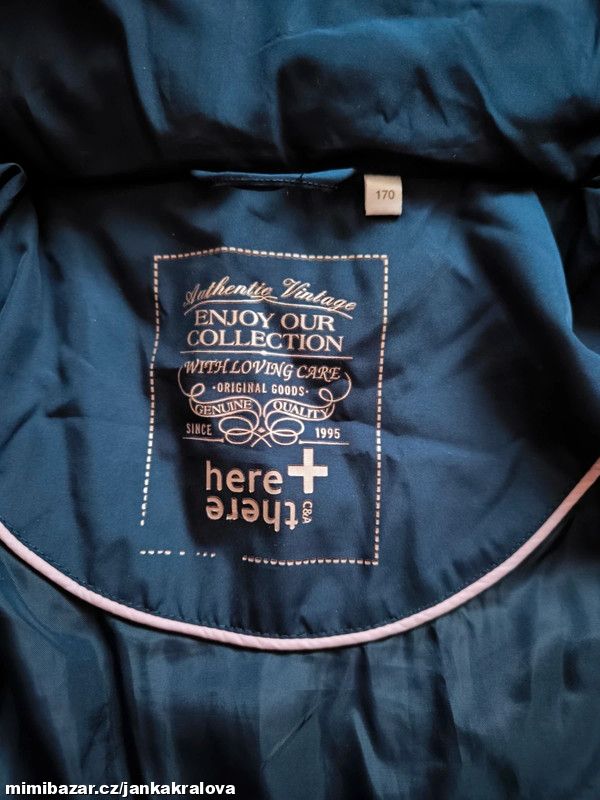 170
Authentic Vintage
ENJOY OUR
COLLECTION
WITH LOVING CARE
·ORIGINAL GOODS·
GENUINE QUALITY
SINCE 1995
here +
there
C&A
mimibazar.cz/jankakralova